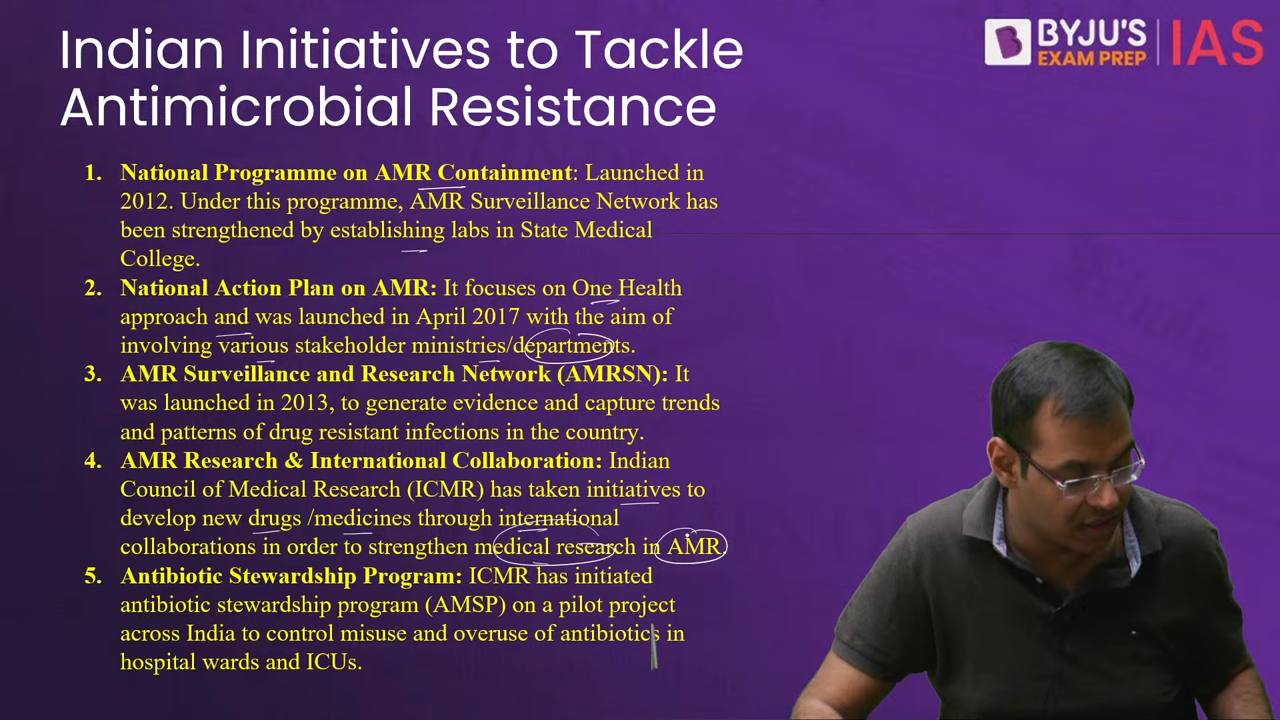 Indian Initiatives to Tackle
Antimicrobial Resistance
BYJU'S
EXAM PREP
IAS
1. National Programme on AMR Containment: Launched in
2012. Under this programme, AMR Surveillance Network has
been strengthened by establishing labs in State Medical
College.
2. National Action Plan on AMR: It focuses on One Health
approach and was launched in April 2017 with the aim of
involving various stakeholder ministries/departments.
3. AMR Surveillance and Research Network (AMRSN): It
was launched in 2013, to generate evidence and capture trends
and patterns of drug resistant infections in the country.
4. AMR Research & International Collaboration: Indian
Council of Medical Research (ICMR) has taken initiatives to
develop new drugs /medicines through international
collaborations in order to strengthen medical research in AMR.
5. Antibiotic Stewardship Program: ICMR has initiated
antibiotic stewardship program (AMSP) on a pilot project
across India to control misuse and overuse of antibiotics in
hospital wards and ICUs.